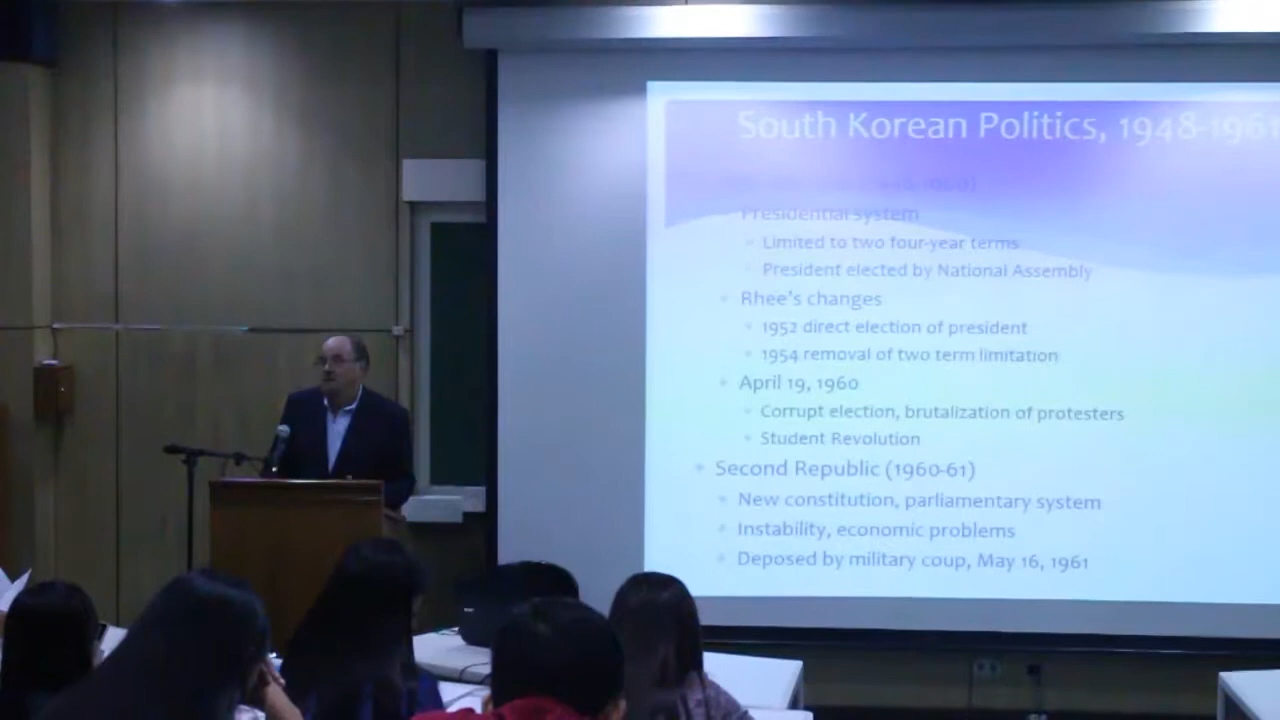 South Korean Politics, 1948-1961
Presidential system
Limited to two four-year terms
President elected by National Assembly
Rhee's changes
1952 direct election of president
1954 removal of two term limitation
April 19, 1960
Corrupt election, brutalization of protesters
Student Revolution
Second Republic (1960-61)
New constitution, parliamentary system
Instability, economic problems
Deposed by military coup, May 16, 1961